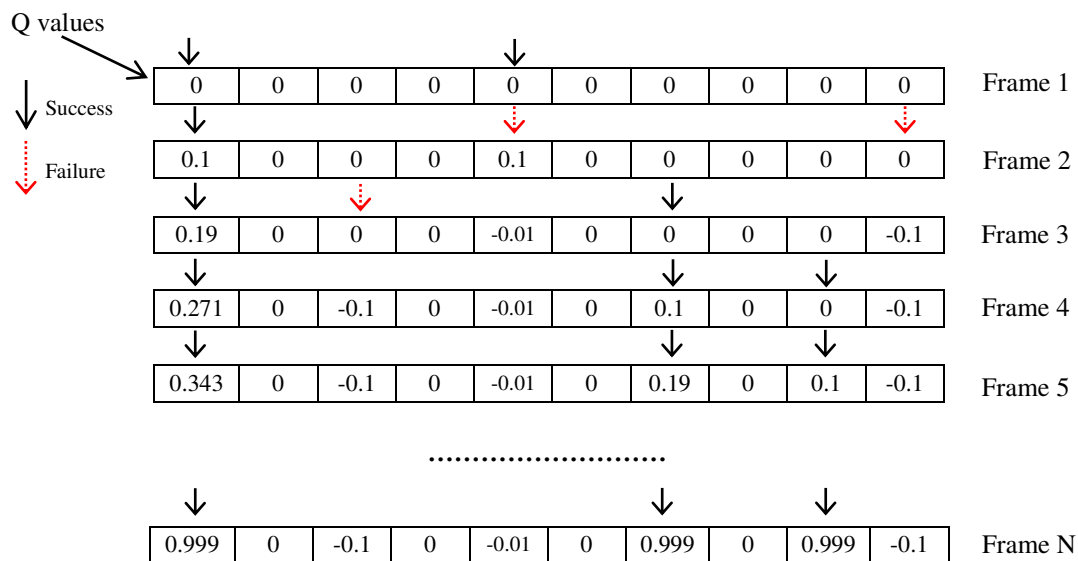 Q values
Success
Failure
0 0 0 0 0 0 0 0 0 0 Frame 1
0.1 0 0 0 0.1 0 0 0 0 0 Frame 2
0.19 0 0 0 -0.01 0 0 0 0 -0.1 Frame 3
0.271 0 -0.1 0 -0.01 0 0.1 0 0 -0.1 Frame 4
0.343 0 -0.1 0 -0.01 0 0.19 0 0.1 -0.1 Frame 5
...........................
0.999 0 -0.1 0 -0.01 0 0.999 0 0.999 -0.1 Frame N